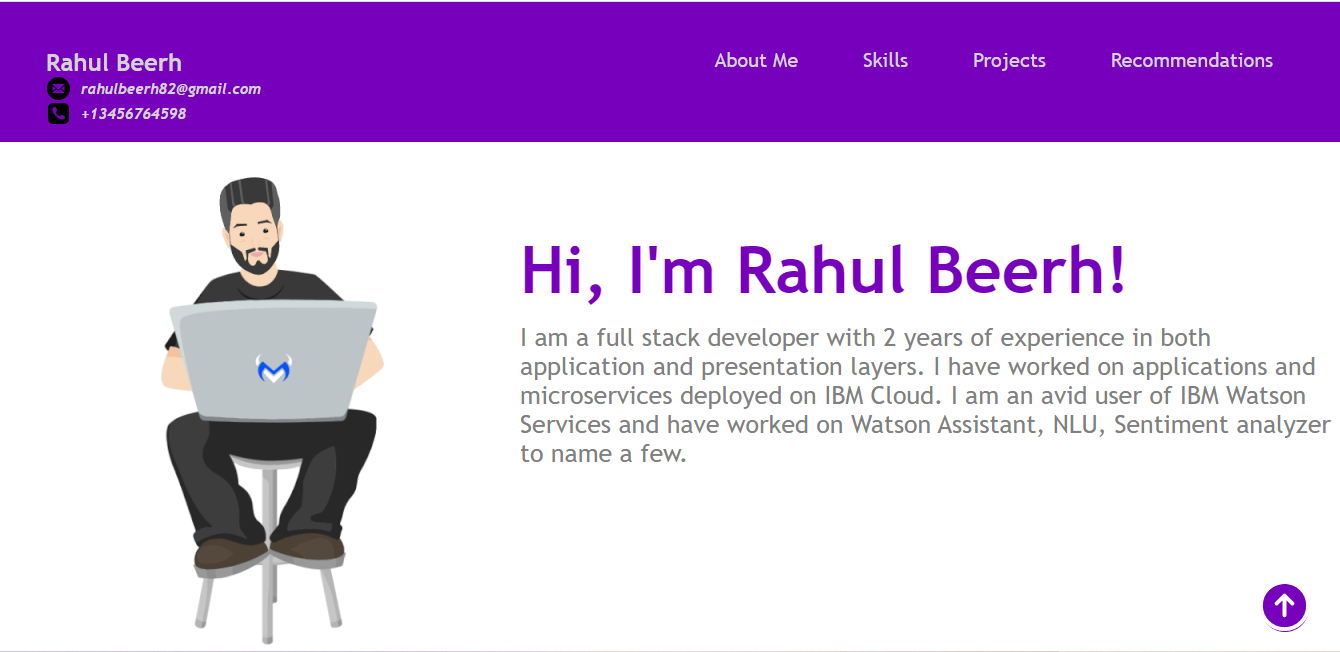 Rahul Beerh
rahulbeerh82@gmail.com
+13456764598
About Me
Skills
Projects
Recommendations
Hi, I'm Rahul Beerh!
I am a full stack developer with 2 years of experience in both
application and presentation layers. I have worked on applications and
microservices deployed on IBM Cloud. I am an avid user of IBM Watson
Services and have worked on Watson Assistant, NLU, Sentiment analyzer
to name a few.